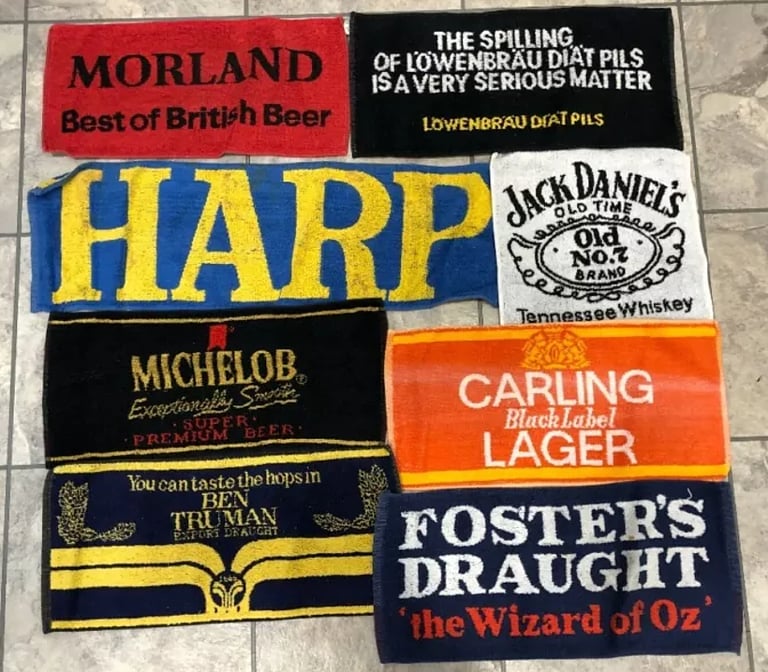 MORLAND
Best of British Beer
THE SPILLING
OF LÖWENBRÄU DIÄT PILS
IS A VERY SERIOUS MATTER
LÖWENBRÄU DIÄT PILS
HARP
JACK DANIEL'S
OLD TIME
Old
No.7
BRAND
Tennessee Whiskey
MICHELOB®
Exceptionally Smooth
· SUPER ·
· PREMIUM BEER ·
CARLING
Black Label
LAGER
You can taste the hops in
BEN
TRUMAN
EXPORT DRAUGHT
FOSTER'S
DRAUGHT
'the Wizard of Oz'